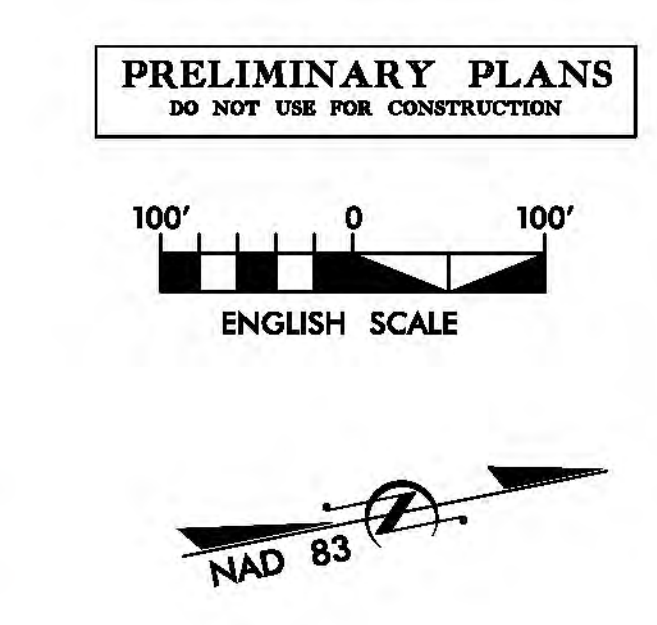 PRELIMINARY PLANS
DO NOT USE FOR CONSTRUCTION
100' 0 100'
ENGLISH SCALE
N
NAD 83